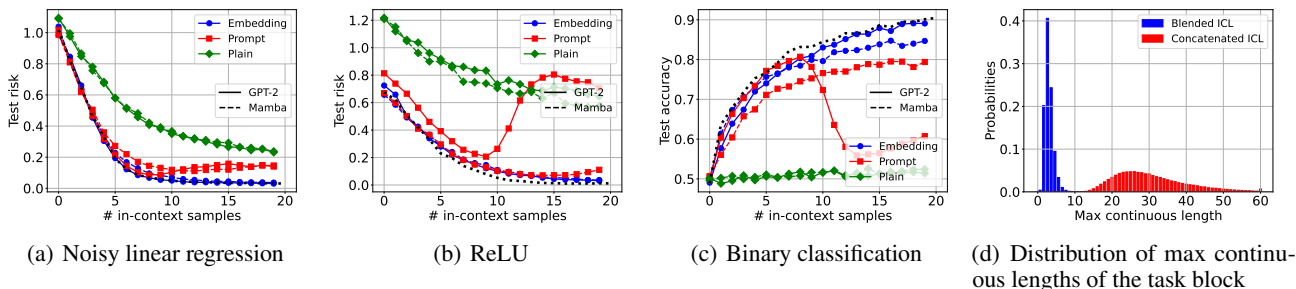 Test risk
1.0
0.8
0.6
0.4
0.2
0.0
0
5
10
15
20
# in-context samples
Embedding
Prompt
Plain
GPT-2
Mamba
(a) Noisy linear regression
Test risk
1.2
1.0
0.8
0.6
0.4
0.2
0.0
0
5
10
15
20
# in-context samples
Embedding
Prompt
Plain
GPT-2
Mamba
(b) ReLU
Test accuracy
0.9
0.8
0.7
0.6
0.5
0
5
10
15
20
# in-context samples
GPT-2
Mamba
Embedding
Prompt
Plain
(c) Binary classification
Probabilities
0.4
0.3
0.2
0.1
0.0
0
10
20
30
40
50
60
Max continuous length
Blended ICL
Concatenated ICL
(d) Distribution of max continu-
ous lengths of the task block